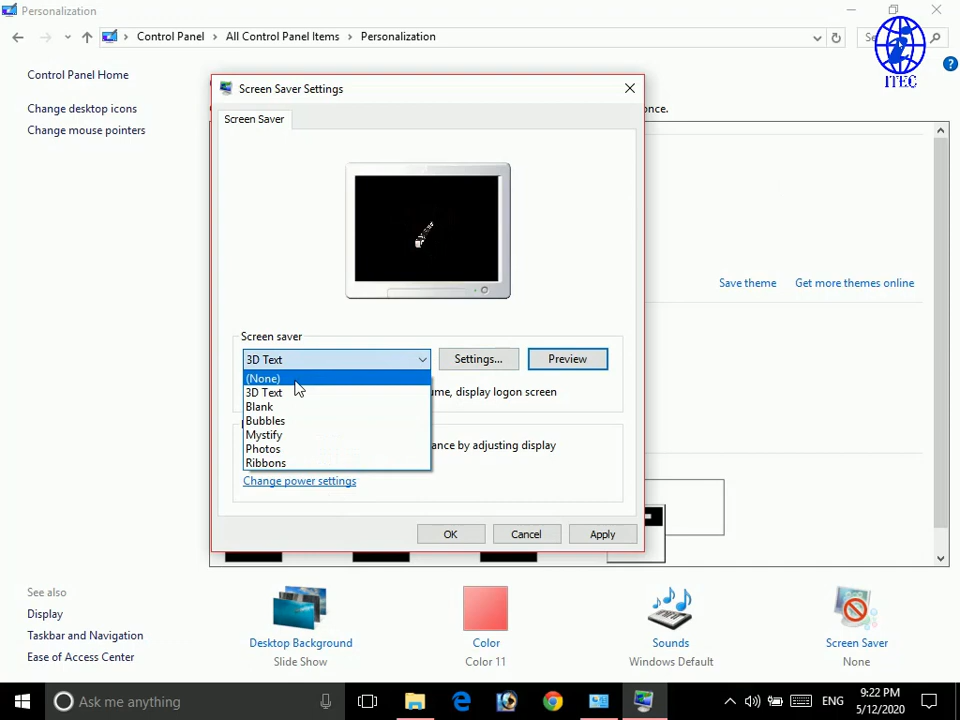 Personalization
Control Panel > All Control Panel Items > Personalization
ITEC
Control Panel Home
Change desktop icons
Change mouse pointers
once.
Screen Saver Settings
Screen Saver
Save theme
Get more themes online
Screen saver
3D Text
Settings...
Preview
(None)
3D Text
Blank
Bubbles
Mystify
Photos
Ribbons
display logon screen
by adjusting display
Change power settings
OK
Cancel
Apply
See also
Display
Taskbar and Navigation
Ease of Access Center
Desktop Background
Slide Show
Color
Color 11
Sounds
Windows Default
Screen Saver
None
Ask me anything
ENG
9:22 PM
5/12/2020